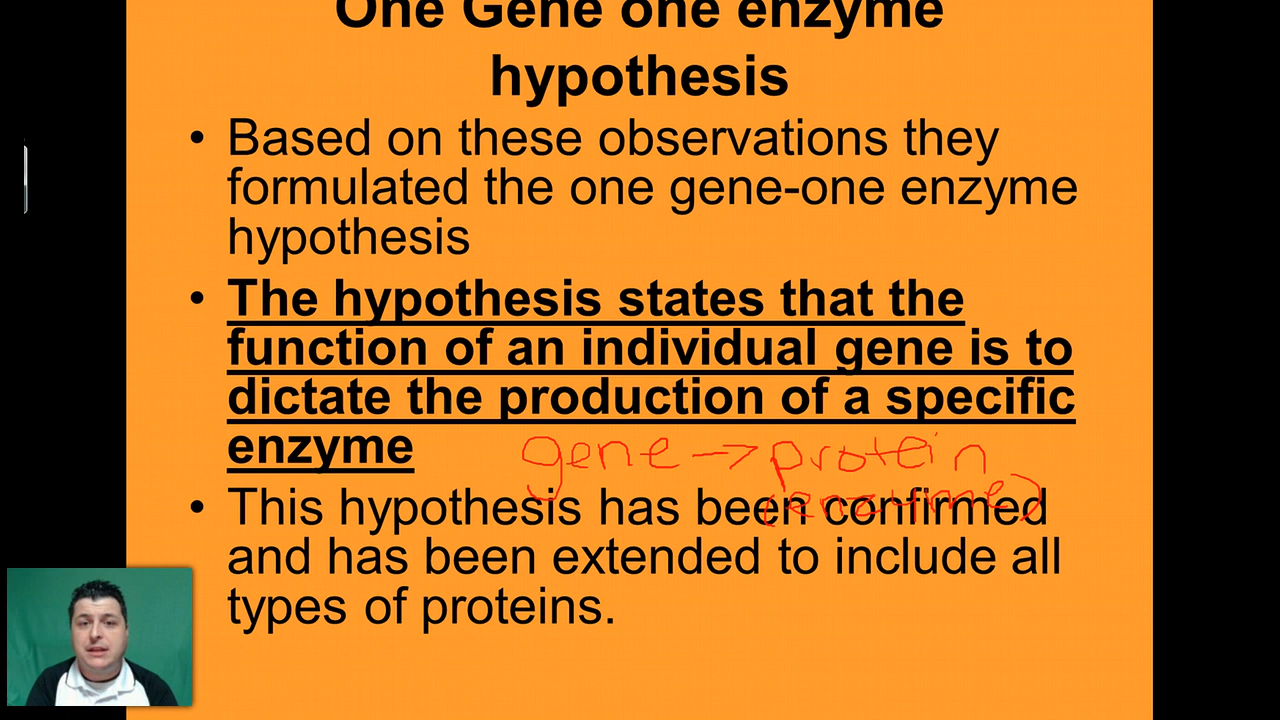 One Gene one enzyme
hypothesis
• Based on these observations they
formulated the one gene-one enzyme
hypothesis
• The hypothesis states that the
function of an individual gene is to
dictate the production of a specific
enzyme
gene → protein
(enzyme)
• This hypothesis has been confirmed
and has been extended to include all
types of proteins.